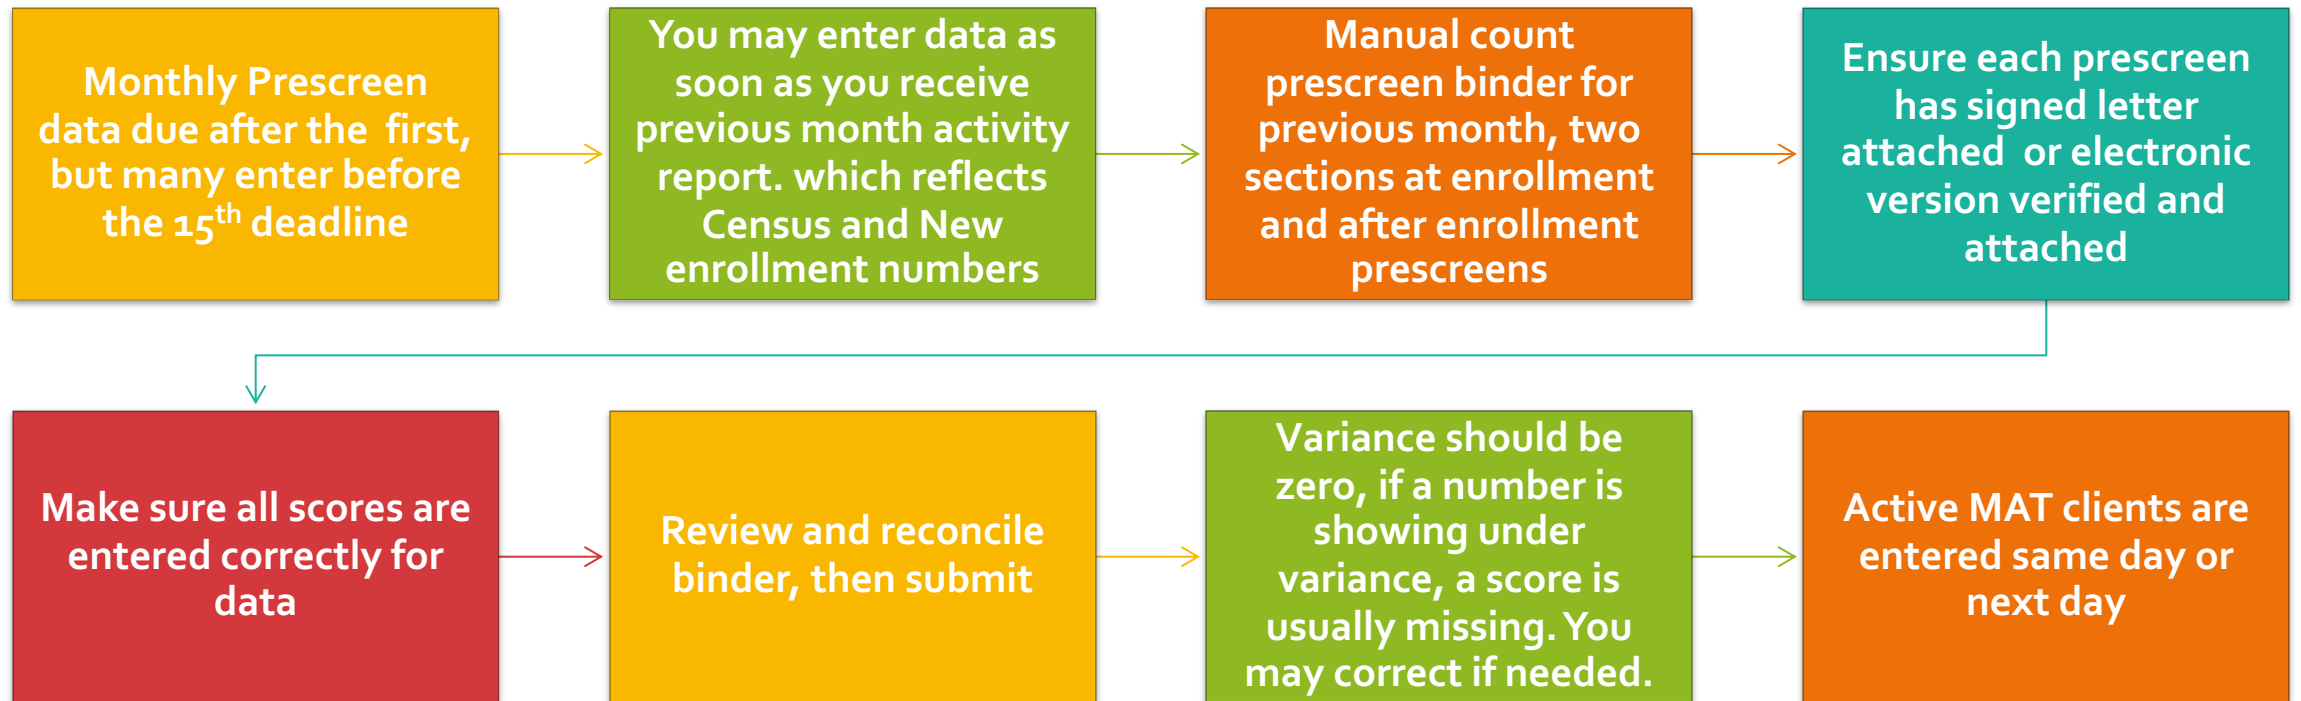 Monthly Prescreen
data due after the first,
but many enter before
the 15th deadline
You may enter data as
soon as you receive
previous month activity
report. which reflects
Census and New
enrollment numbers
Manual count
prescreen binder for
previous month, two
sections at enrollment
and after enrollment
prescreens
Ensure each prescreen
has signed letter
attached or electronic
version verified and
attached
Make sure all scores are
entered correctly for
data
Review and reconcile
binder, then submit
Variance should be
zero, if a number is
showing under
variance, a score is
usually missing. You
may correct if needed.
Active MAT clients are
entered same day or
next day